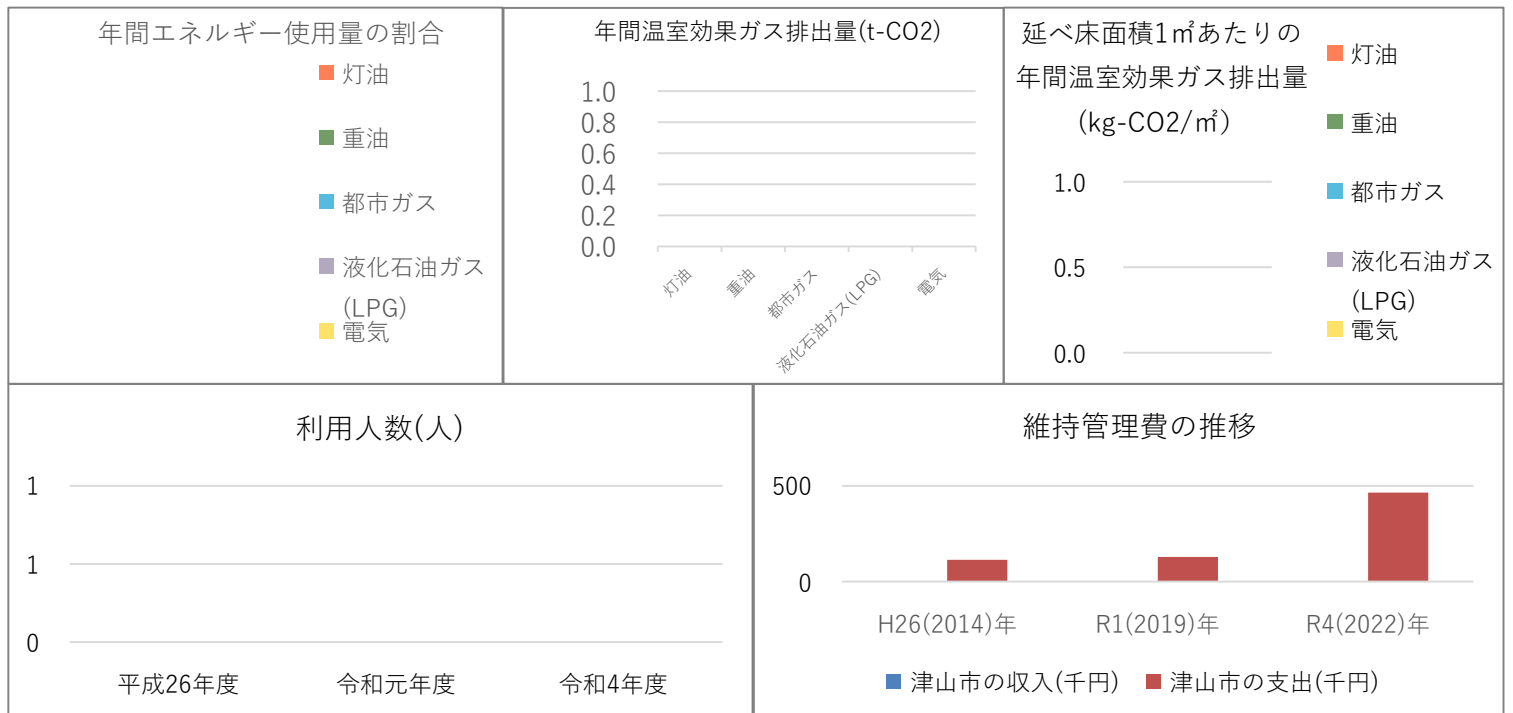 年間エネルギー使用量の割合
灯油
重油
都市ガス
液化石油ガス
(LPG)
電気
年間温室効果ガス排出量(t-CO2)
1.0
0.8
0.6
0.4
0.2
0.0
灯油
重油
都市ガス
液化石油ガス(LPG)
電気
延べ床面積1㎡あたりの
年間温室効果ガス排出量
(kg-CO2/㎡)
1.0
0.5
0.0
灯油
重油
都市ガス
液化石油ガス
(LPG)
電気
利用人数(人)
1
1
0
平成26年度
令和元年度
令和4年度
維持管理費の推移
500
0
H26(2014)年
R1(2019)年
R4(2022)年
津山市の収入(千円)
津山市の支出(千円)